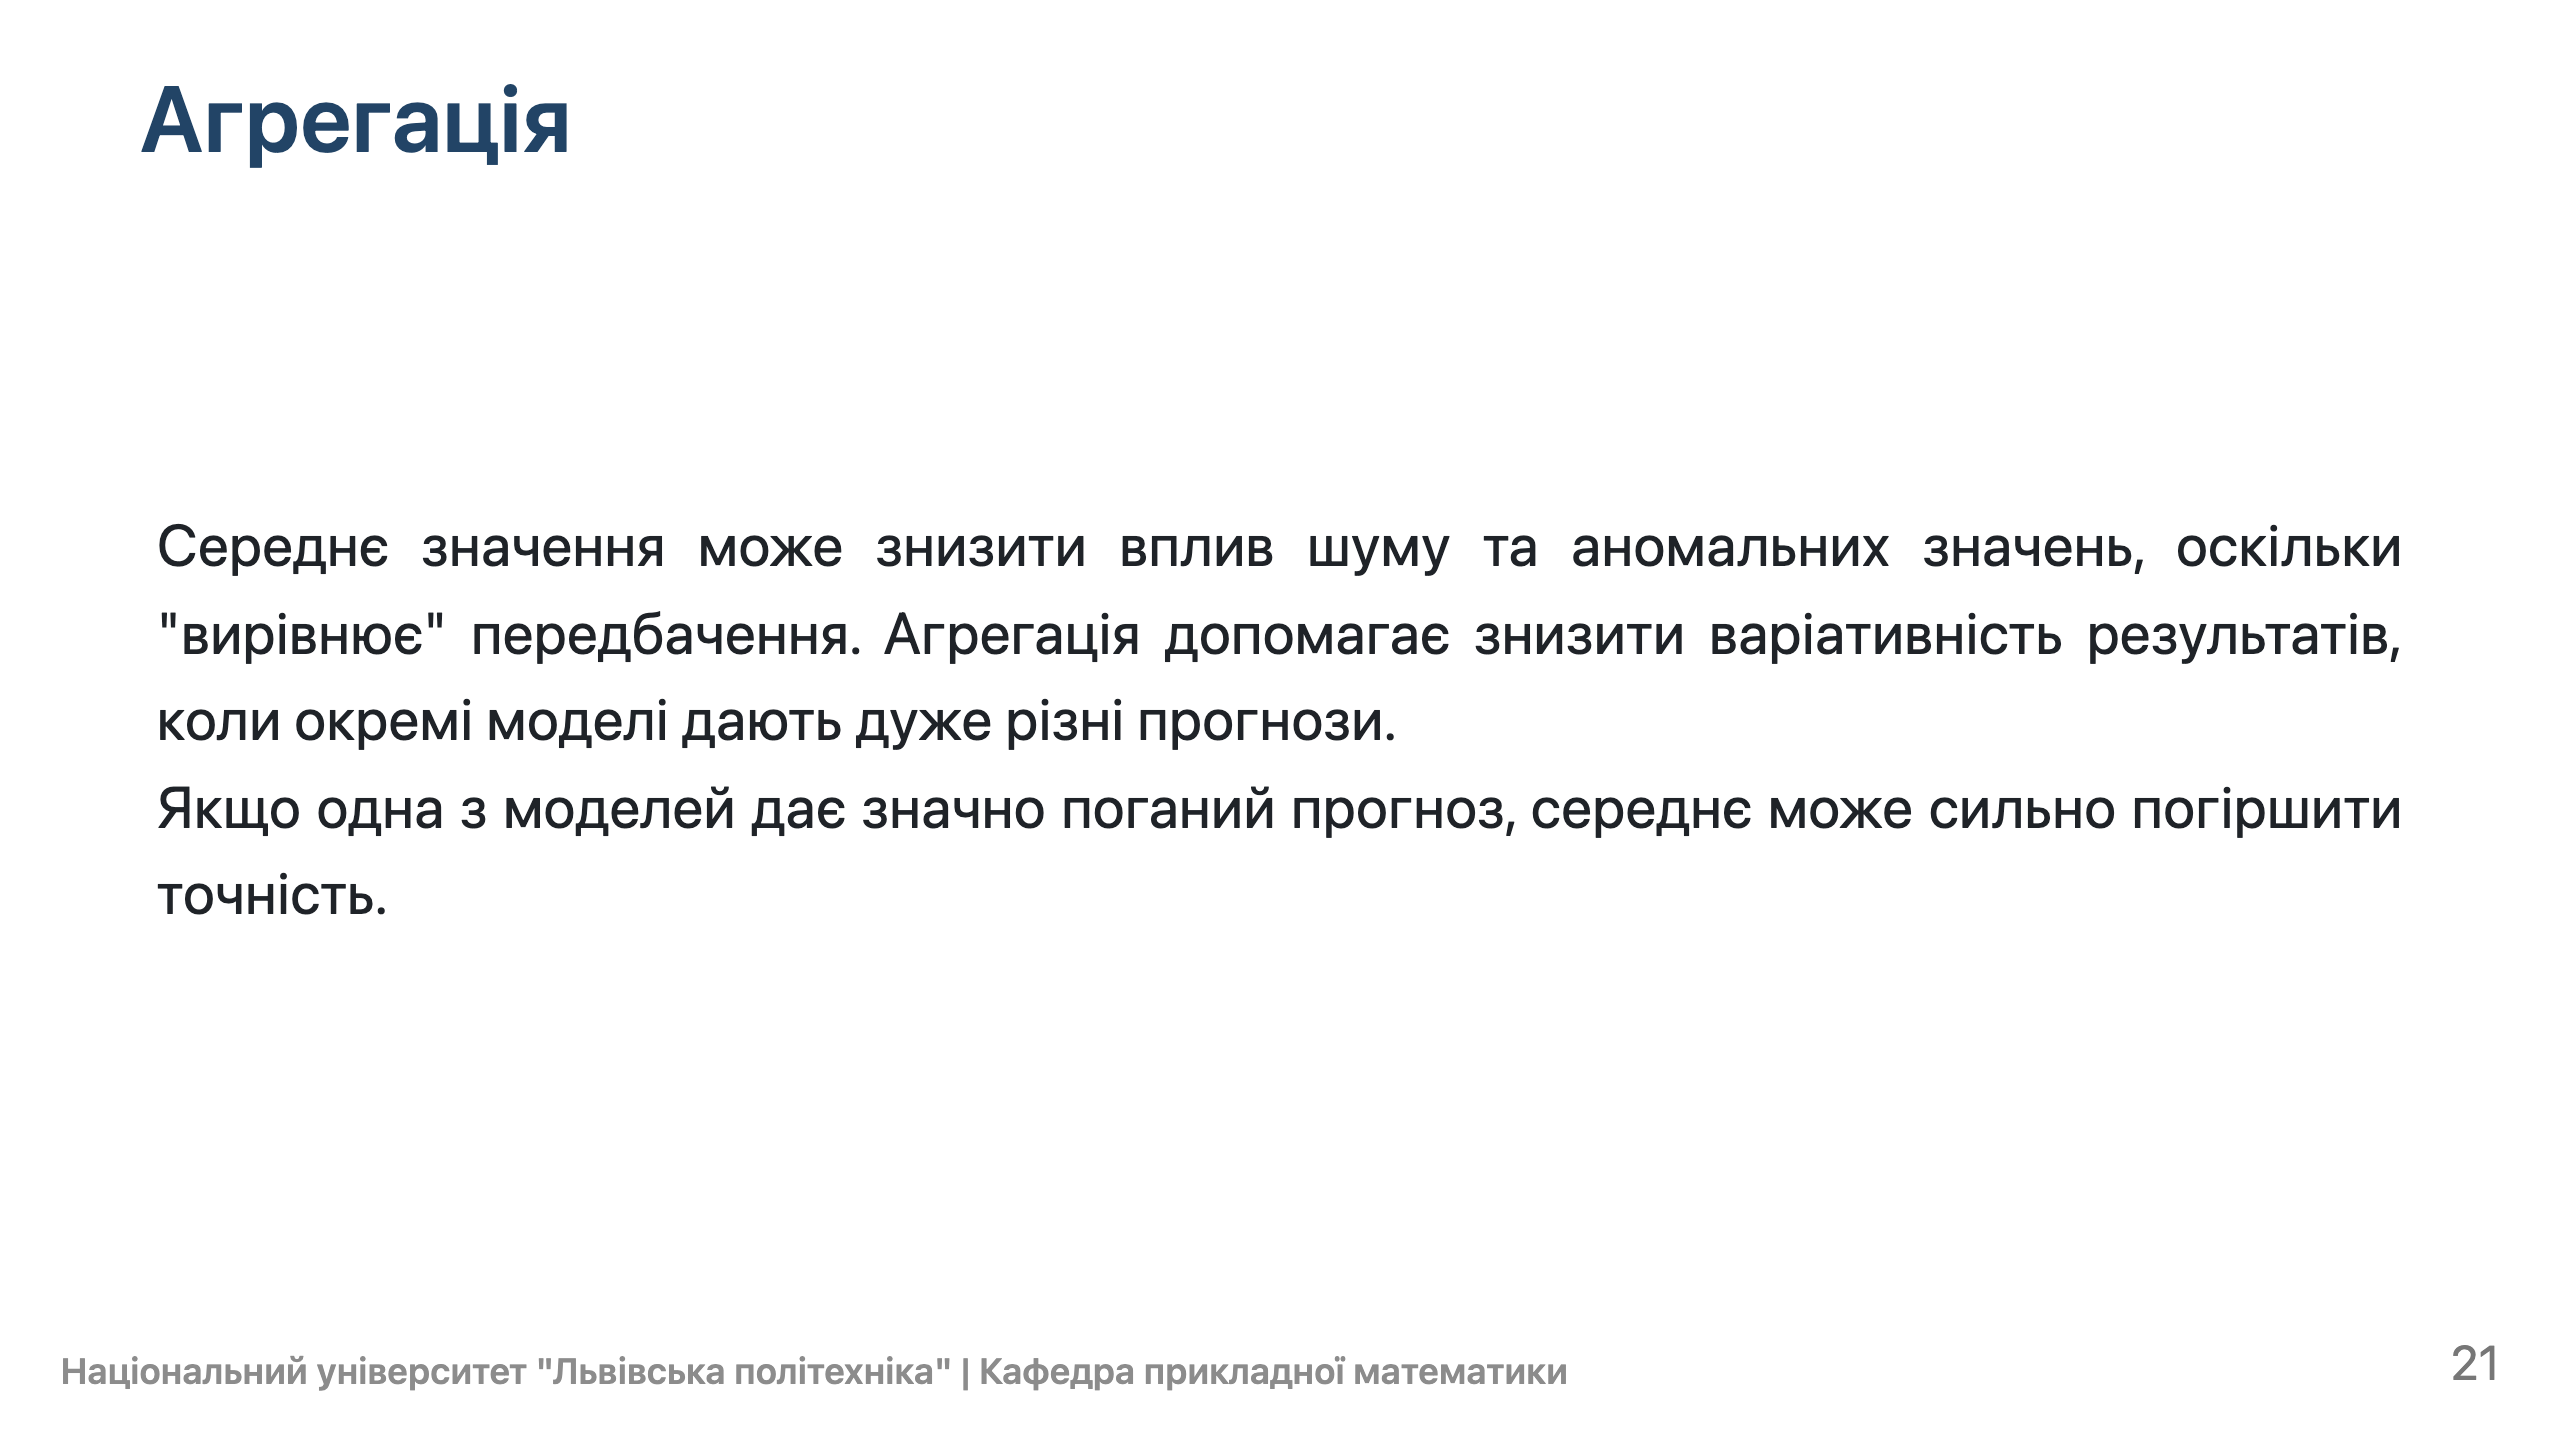 Агрегація
Середнє значення може знизити вплив шуму та аномальних значень, оскільки
"вирівнює" передбачення. Агрегація допомагає знизити варіативність результатів,
коли окремі моделі дають дуже різні прогнози.
Якщо одна з моделей дає значно поганий прогноз, середнє може сильно погіршити
точність.
Національний університет "Львівська політехніка" | Кафедра прикладної математики
21